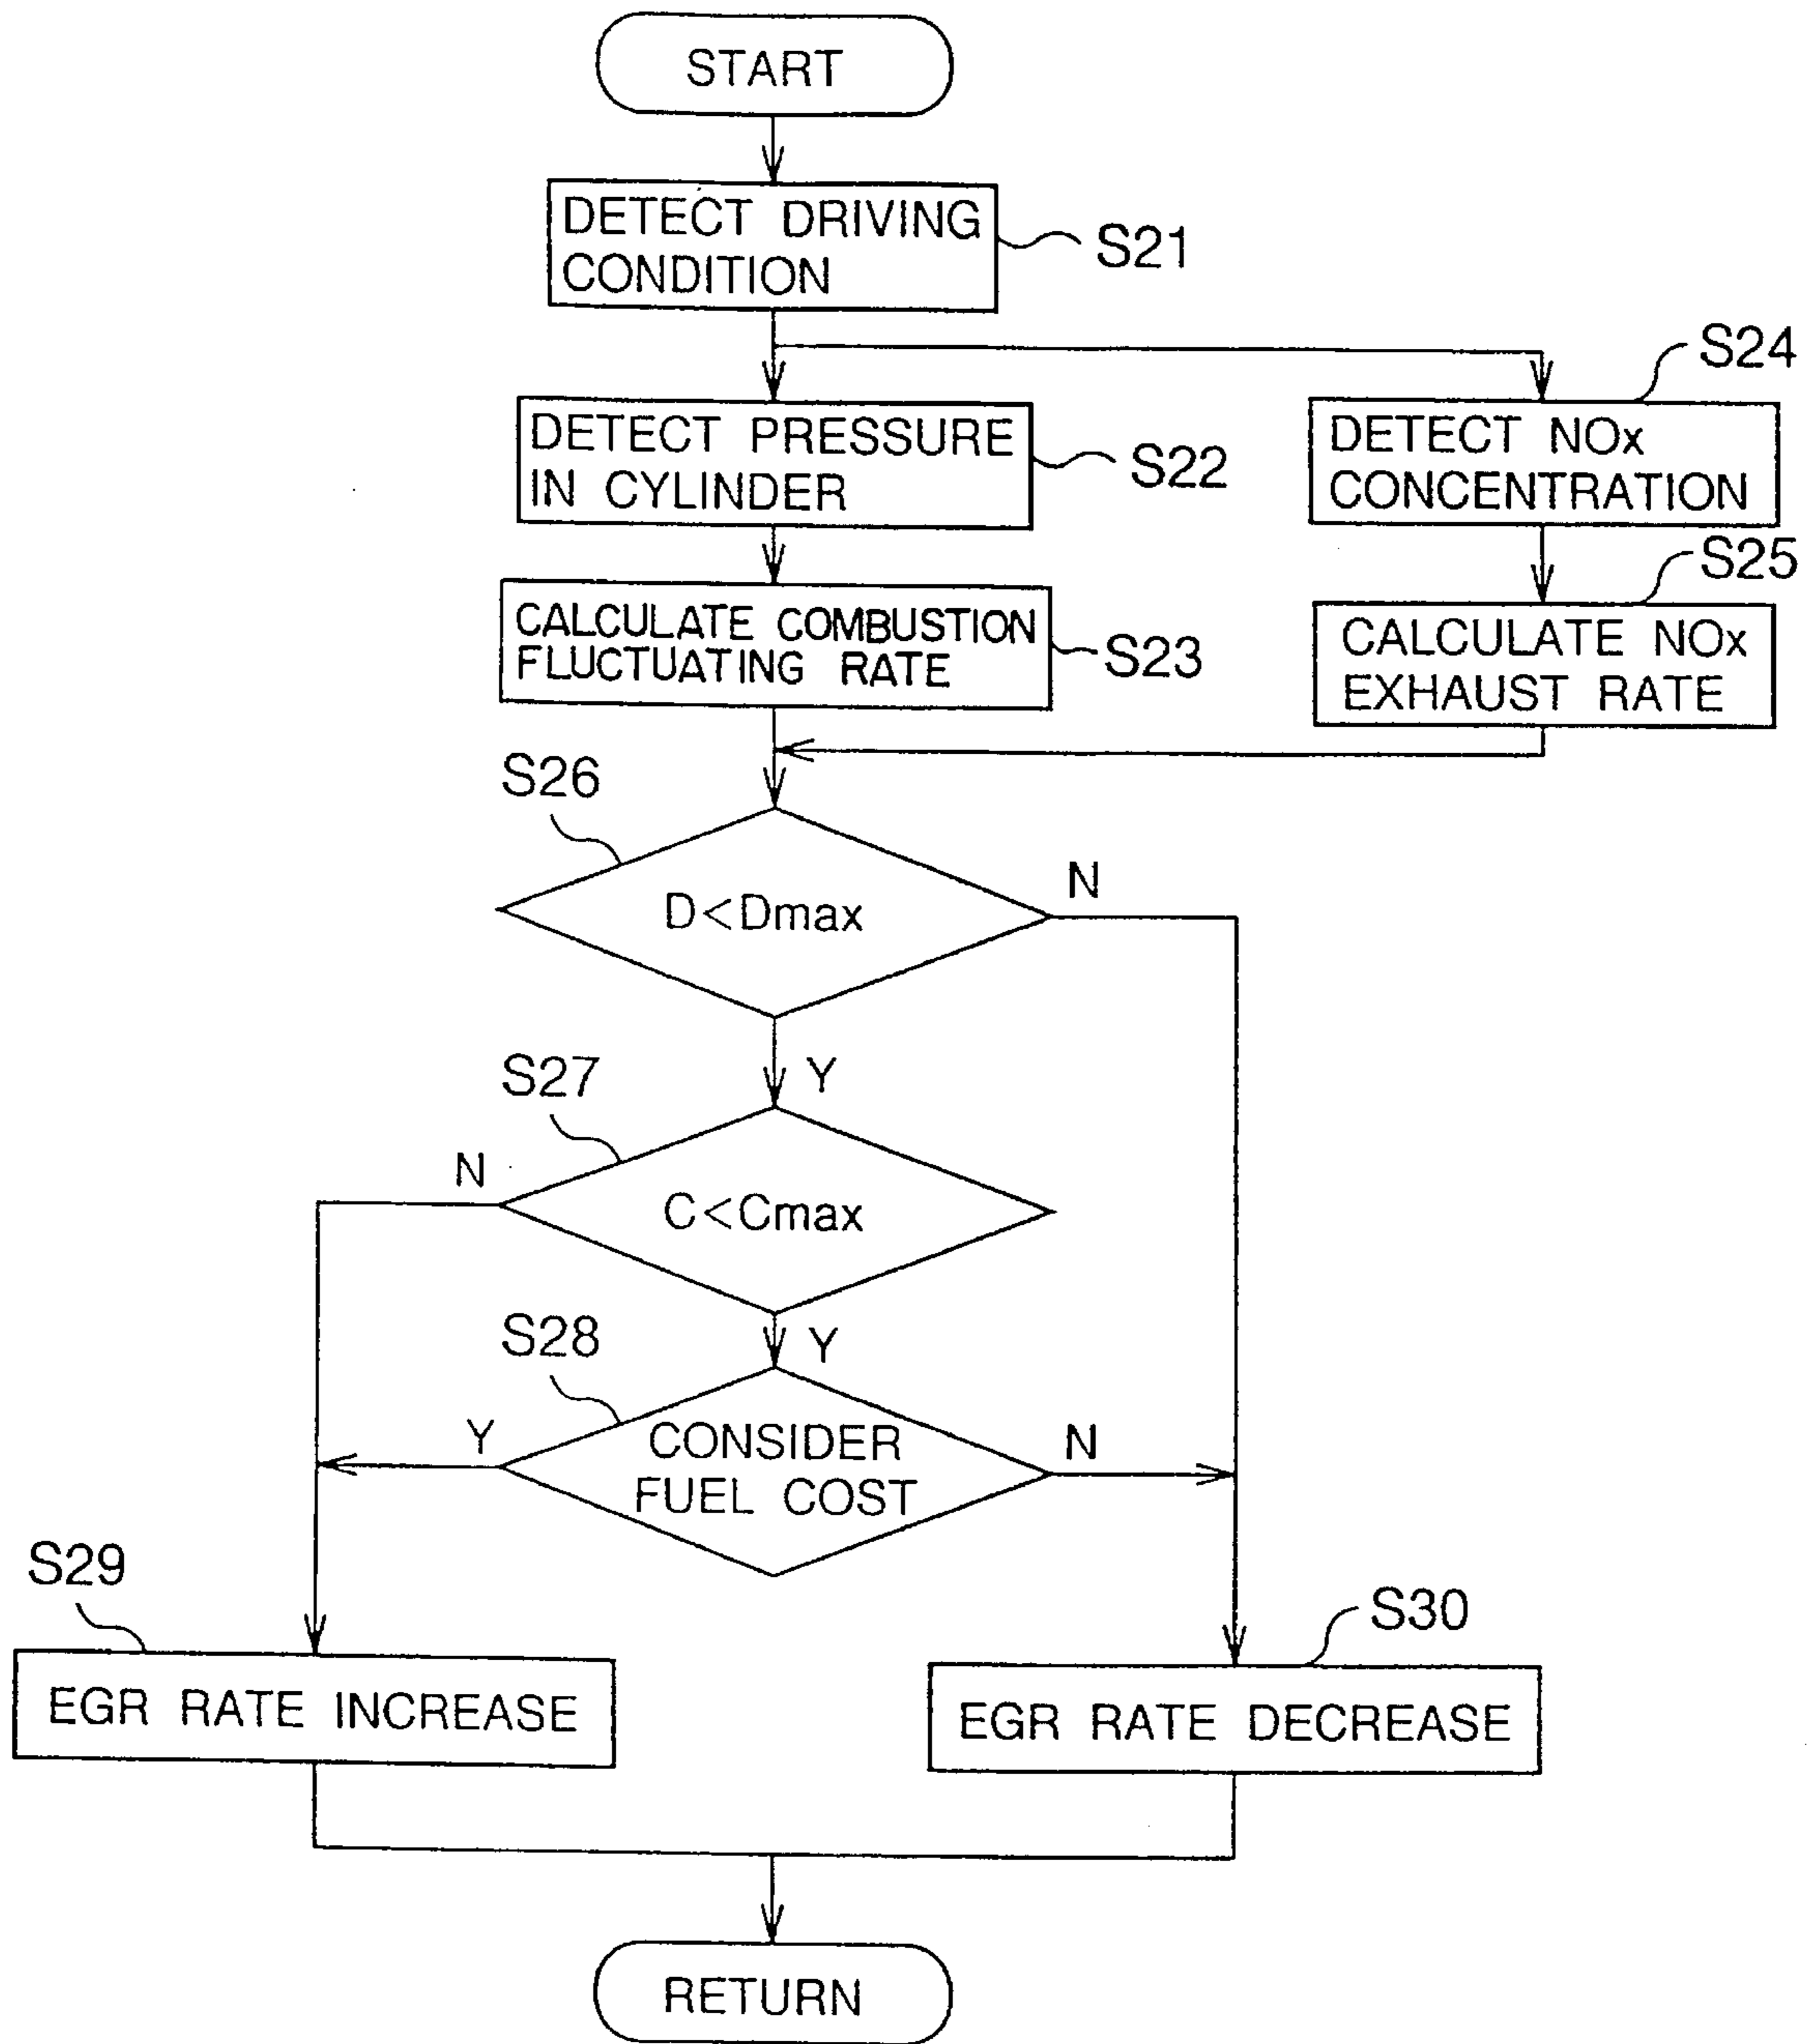 START
DETECT DRIVING
CONDITION
S21
S24
DETECT PRESSURE
IN CYLINDER
S22
DETECT NOx
CONCENTRATION
S25
CALCULATE COMBUSTION
FLUCTUATING RATE
S23
CALCULATE NOx
EXHAUST RATE
S26
D<Dmax
N
Y
S27
N
C<Cmax
Y
S28
Y
CONSIDER
FUEL COST
N
S29
EGR RATE INCREASE
S30
EGR RATE DECREASE
RETURN